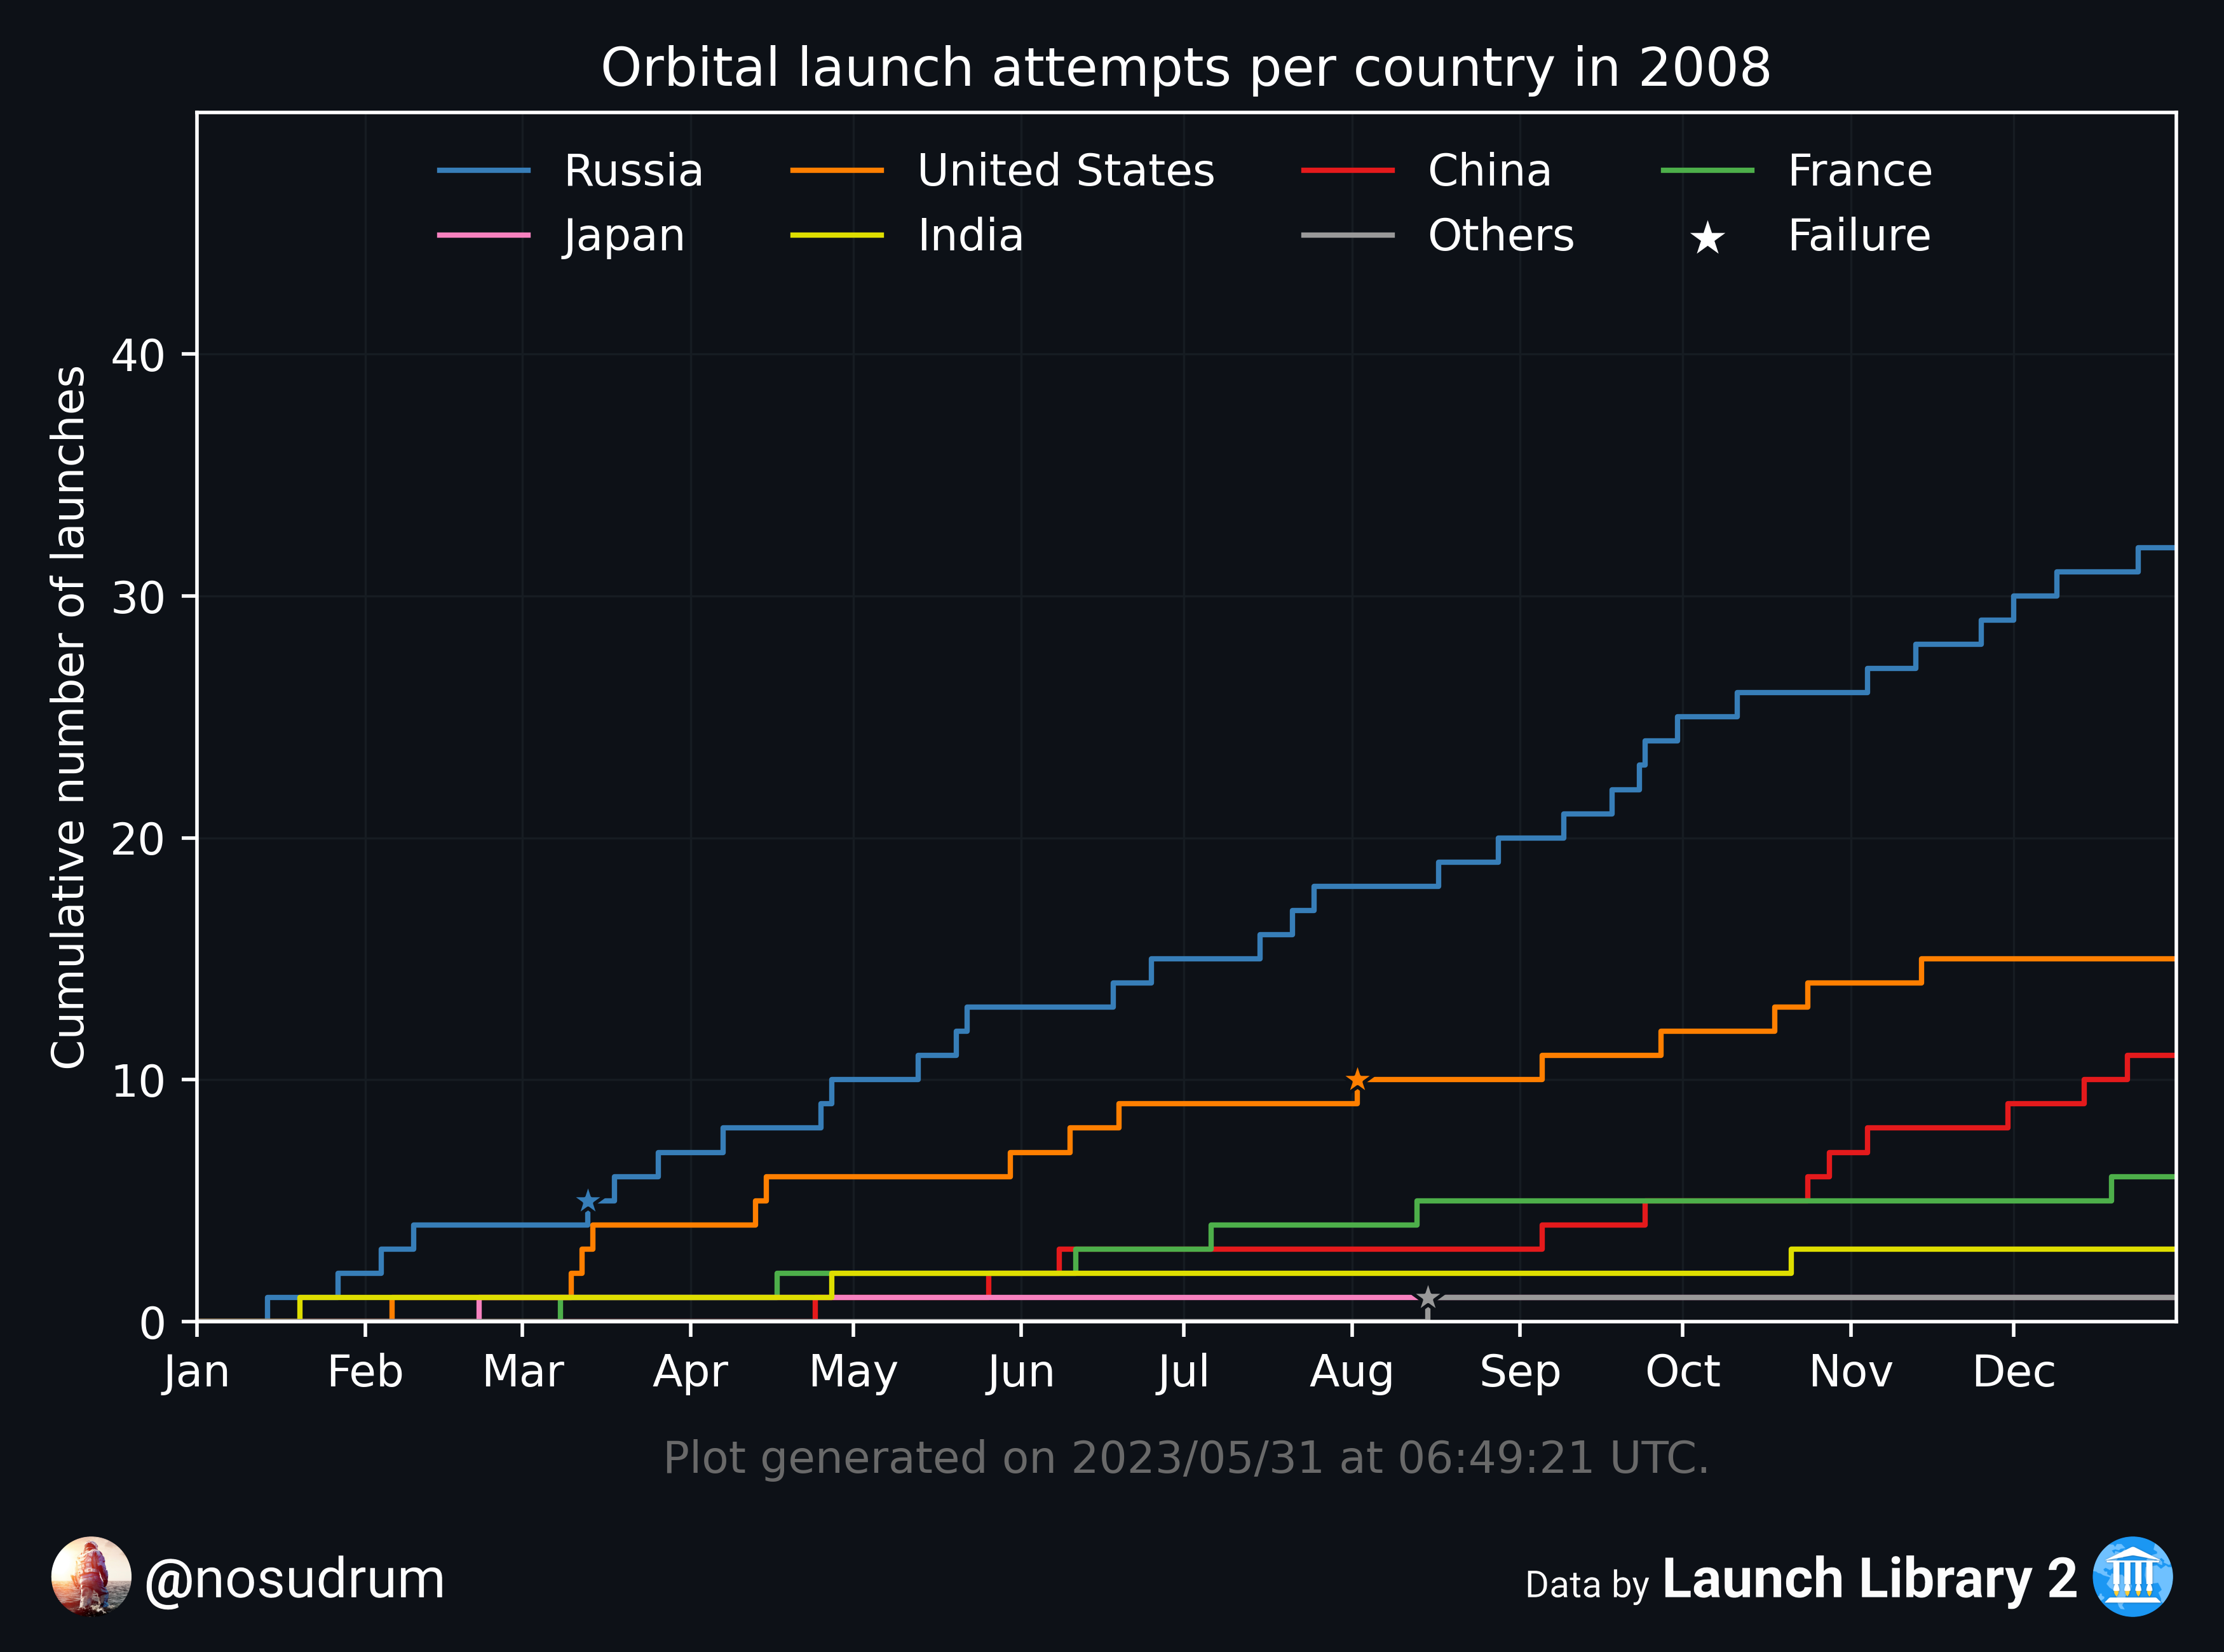 Orbital launch attempts per country in 2008
Russia United States China France
Japan India Others Failure
Cumulative number of launches
40
30
20
10
0
Jan Feb Mar Apr May Jun Jul Aug Sep Oct Nov Dec
Plot generated on 2023/05/31 at 06:49:21 UTC.
@nosudrum
Data by Launch Library 2